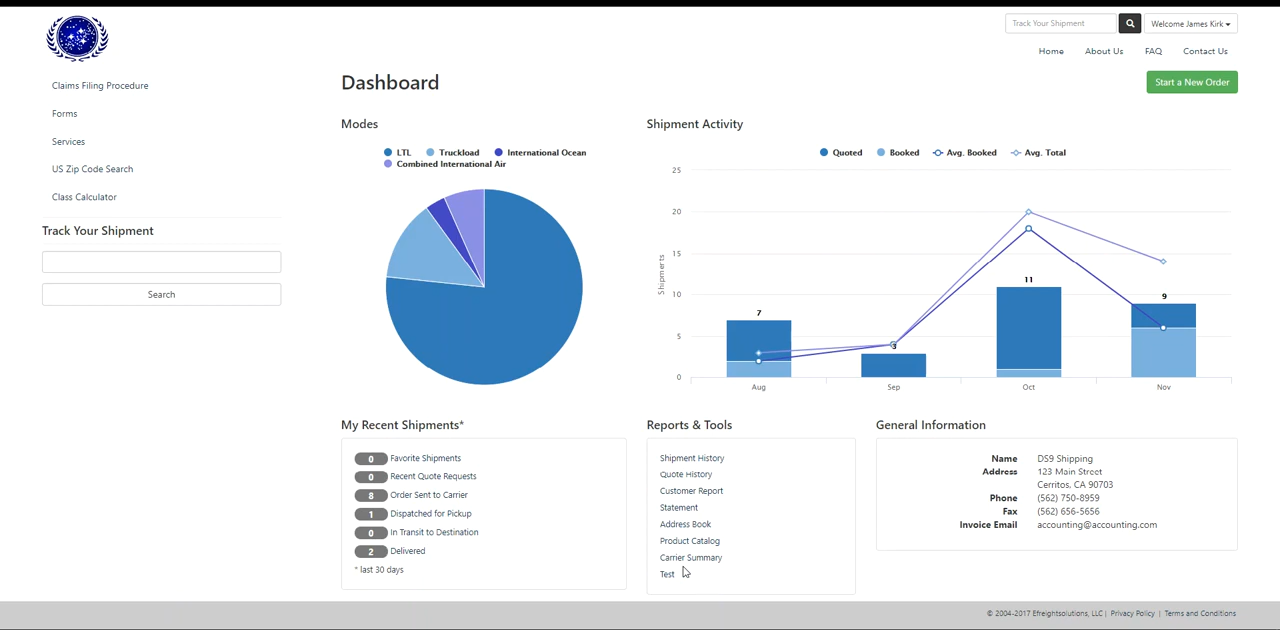 Track Your Shipment
Welcome James Kirk
Home About Us FAQ Contact Us
Claims Filing Procedure
Forms
Services
US Zip Code Search
Class Calculator
Track Your Shipment
Search
Dashboard
Start a New Order
Modes
LTL Truckload International Ocean
Combined International Air
Shipment Activity
Quoted Booked Avg. Booked Avg. Total
25
20
15
10
5
0
Shipments
7
3
11
9
Aug Sep Oct Nov
My Recent Shipments*
0 Favorite Shipments
0 Recent Quote Requests
8 Order Sent to Carrier
1 Dispatched for Pickup
0 In Transit to Destination
2 Delivered
* last 30 days
Reports & Tools
Shipment History
Quote History
Customer Report
Statement
Address Book
Product Catalog
Carrier Summary
Test
General Information
Name DS9 Shipping
Address 123 Main Street
Cerritos, CA 90703
Phone (562) 750-8959
Fax (562) 656-5656
Invoice Email accounting@accounting.com
© 2004-2017 Efreightsolutions, LLC | Privacy Policy | Terms and Conditions